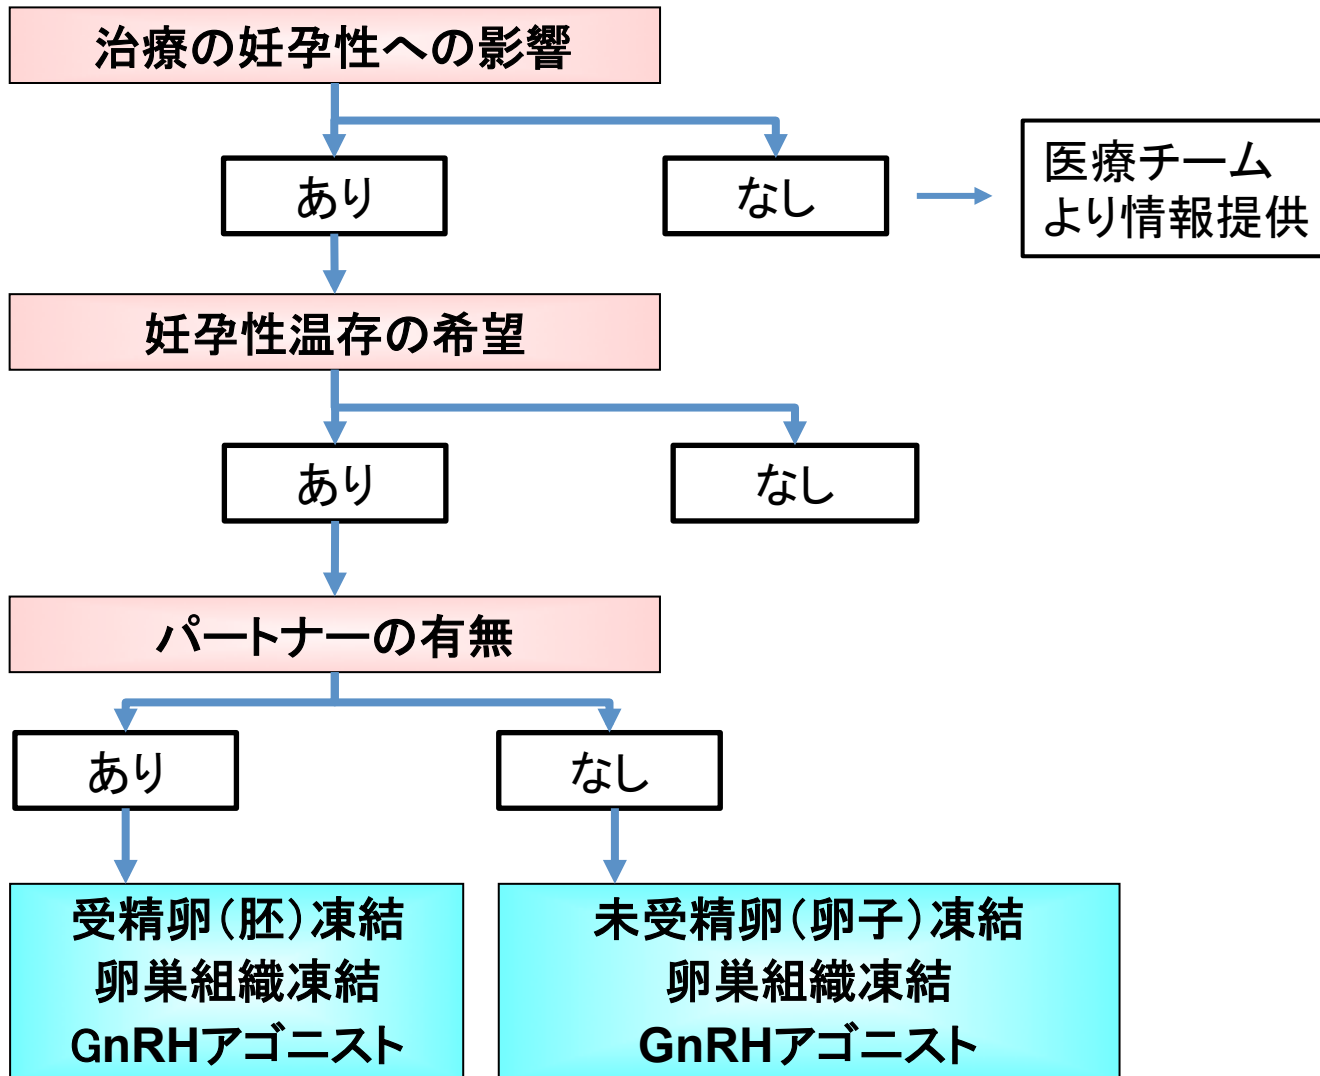 治療の妊孕性への影響
あり
なし
医療チーム
より情報提供
妊孕性温存の希望
あり
なし
パートナーの有無
あり
なし
受精卵(胚)凍結
卵巣組織凍結
GnRHアゴニスト
未受精卵(卵子)凍結
卵巣組織凍結
GnRHアゴニスト